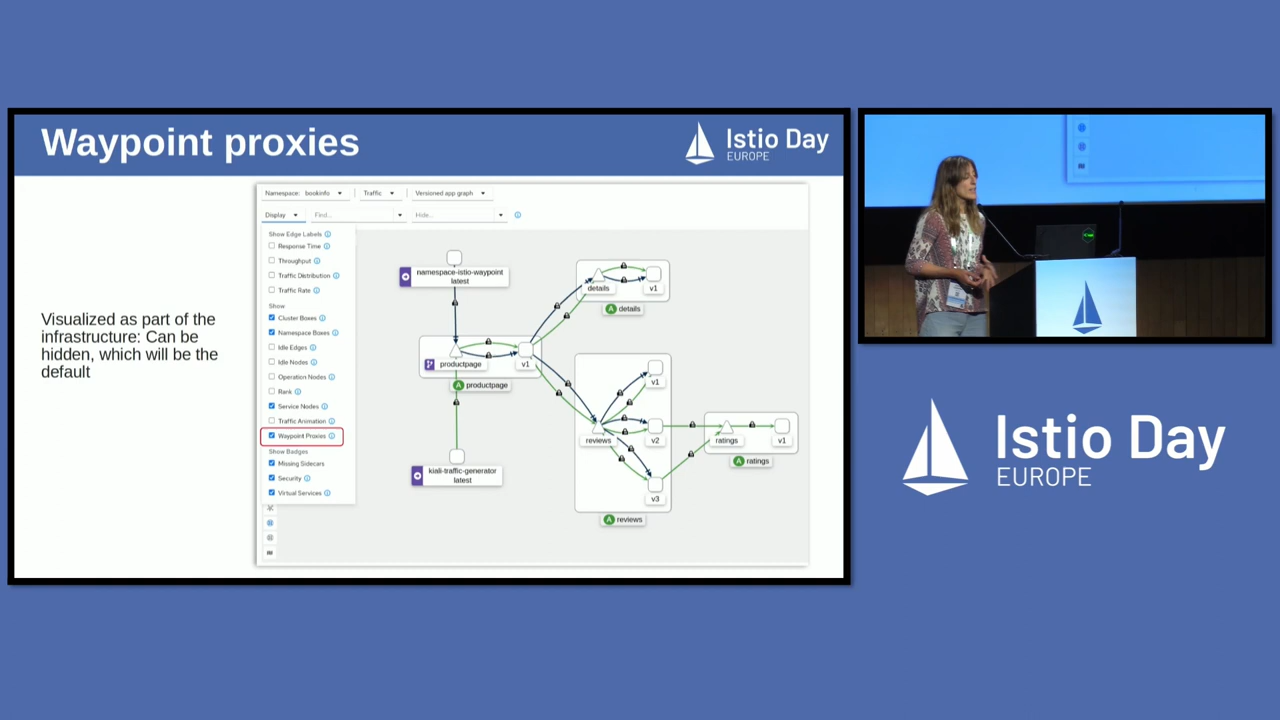 Waypoint proxies
Istio Day
EUROPE
Visualized as part of the
infrastructure: Can be
hidden, which will be the
default
Namespace: bookinfo
Traffic
Versioned app graph
Display
Find...
Hide...
Show Edge Labels
Response Time
Throughput
Traffic Distribution
Traffic Rate
Show
Cluster Boxes
Namespace Boxes
Idle Edges
Idle Nodes
Operation Nodes
Rank
Service Nodes
Traffic Animation
Waypoint Proxies
Show Badges
Missing Sidecars
Security
Virtual Services
namespace-istio-waypoint
latest
details
v1
A details
productpage
v1
A productpage
kiali-traffic-generator
latest
v1
reviews
v2
v3
A reviews
ratings
v1
A ratings
Istio Day
EUROPE